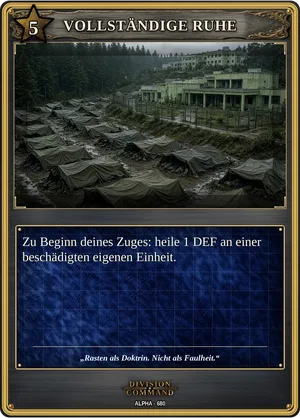 5
VOLLSTÄNDIGE RUHE
Zu Beginn deines Zuges: heile 1 DEF an einer
beschädigten eigenen Einheit.
„Rasten als Doktrin. Nicht als Faulheit.“
DIVISION
COMMAND
ALPHA - 680